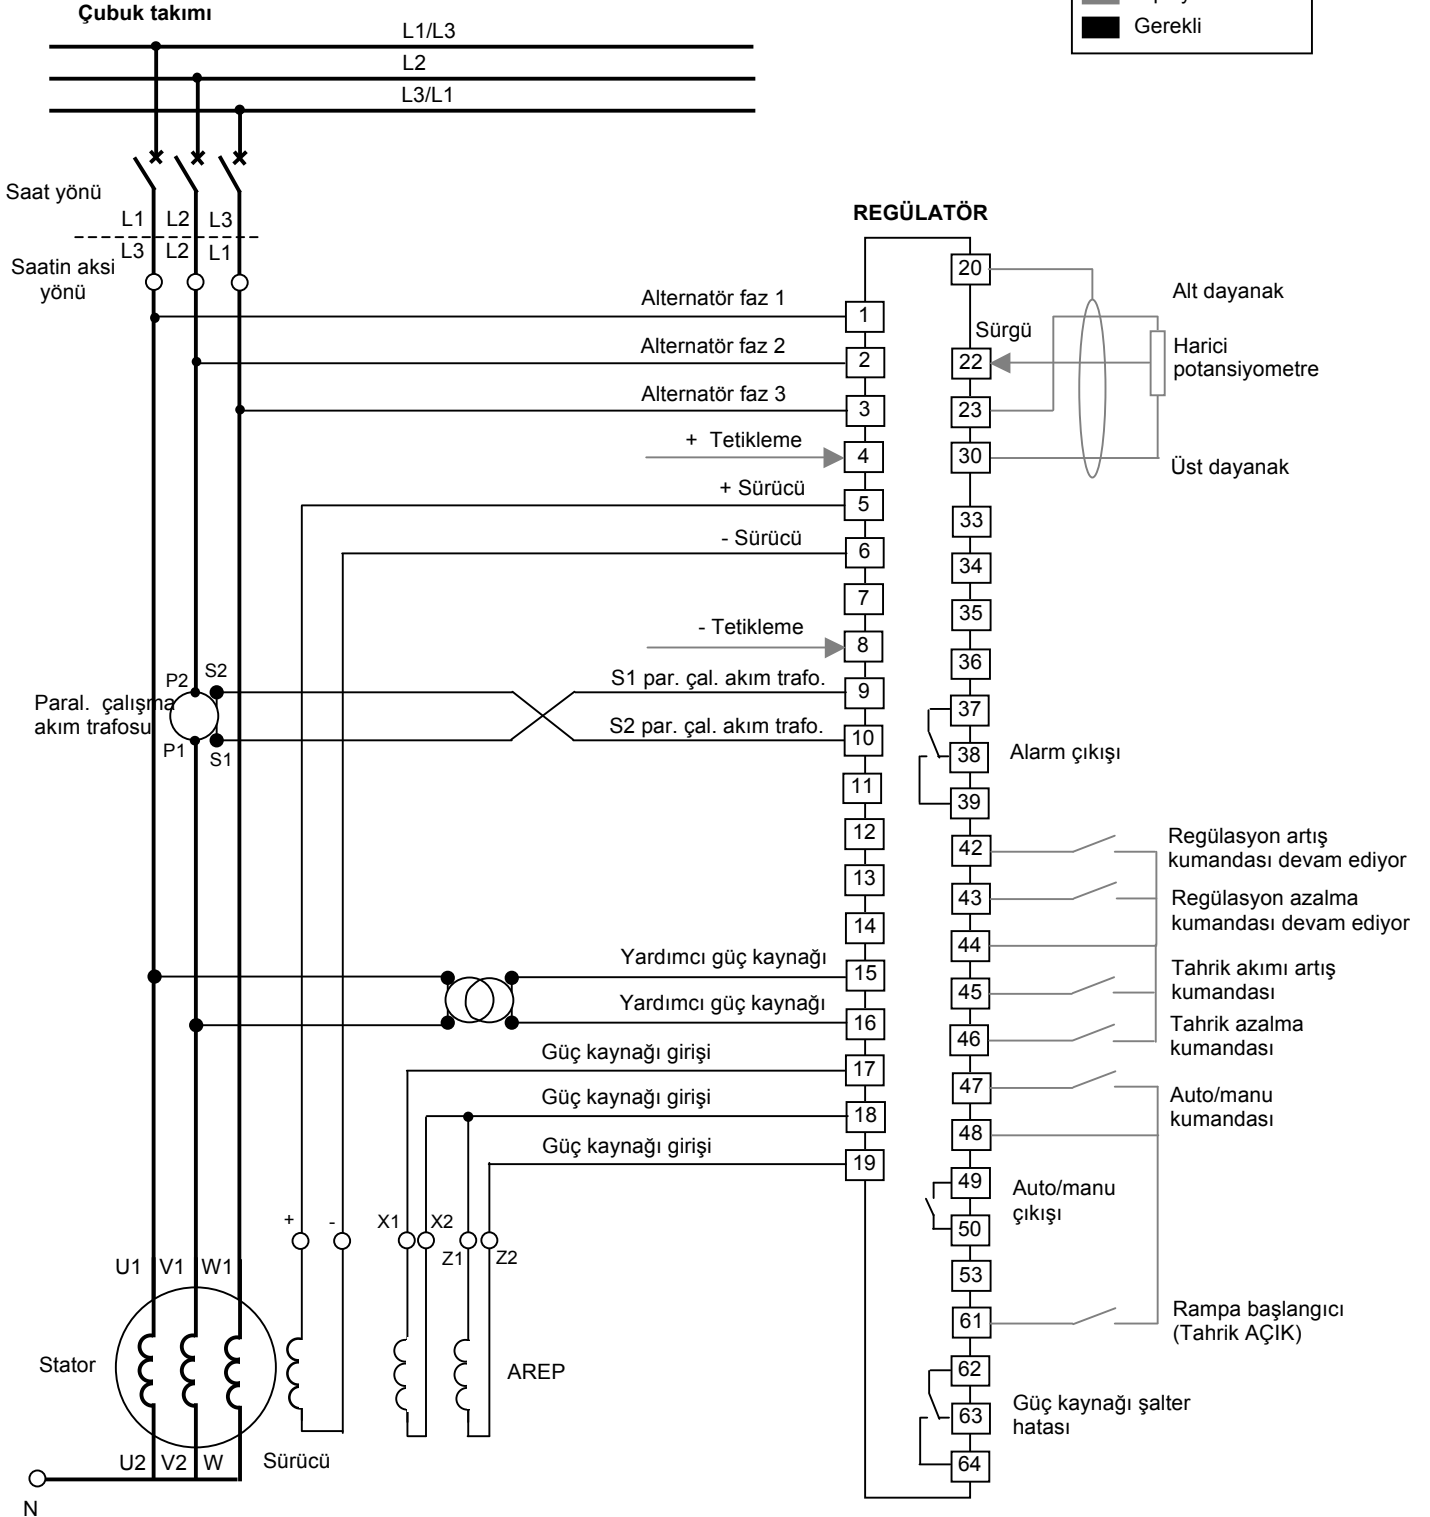 Çubuk takımı
Gerekli
L1/L3
L2
L3/L1
Saat yönü
L1 L2 L3
L3 L2 L1
Saatin aksi
yönü
REGÜLATÖR
20
Alt dayanak
Alternatör faz 1
1
Sürgü
Harici
potansiyometre
Alternatör faz 2
2
22
Alternatör faz 3
3
23
+ Tetikleme
4
30
Üst dayanak
+ Sürücü
5
33
- Sürücü
6
34
7
35
- Tetikleme
8
36
P2
S2
S1 par. çal. akım trafo.
9
37
Paral. çalışma
akım trafosu
P1
S1
S2 par. çal. akım trafo.
10
38
Alarm çıkışı
11
39
12
42
Regülasyon artış
kumandası devam ediyor
13
43
Regülasyon azalma
kumandası devam ediyor
14
44
Yardımcı güç kaynağı
15
45
Tahrik akımı artış
kumandası
Yardımcı güç kaynağı
16
46
Tahrik azalma
kumandası
Güç kaynağı girişi
17
47
Auto/manu
kumandası
Güç kaynağı girişi
18
48
Güç kaynağı girişi
19
49
Auto/manu
çıkışı
50
+ - X1 X2
Z1 Z2
U1 V1 W1
53
61
Rampa başlangıcı
(Tahrik AÇIK)
Stator
AREP
62
63
Güç kaynağı şalter
hatası
64
U2 V2 W
Sürücü
N